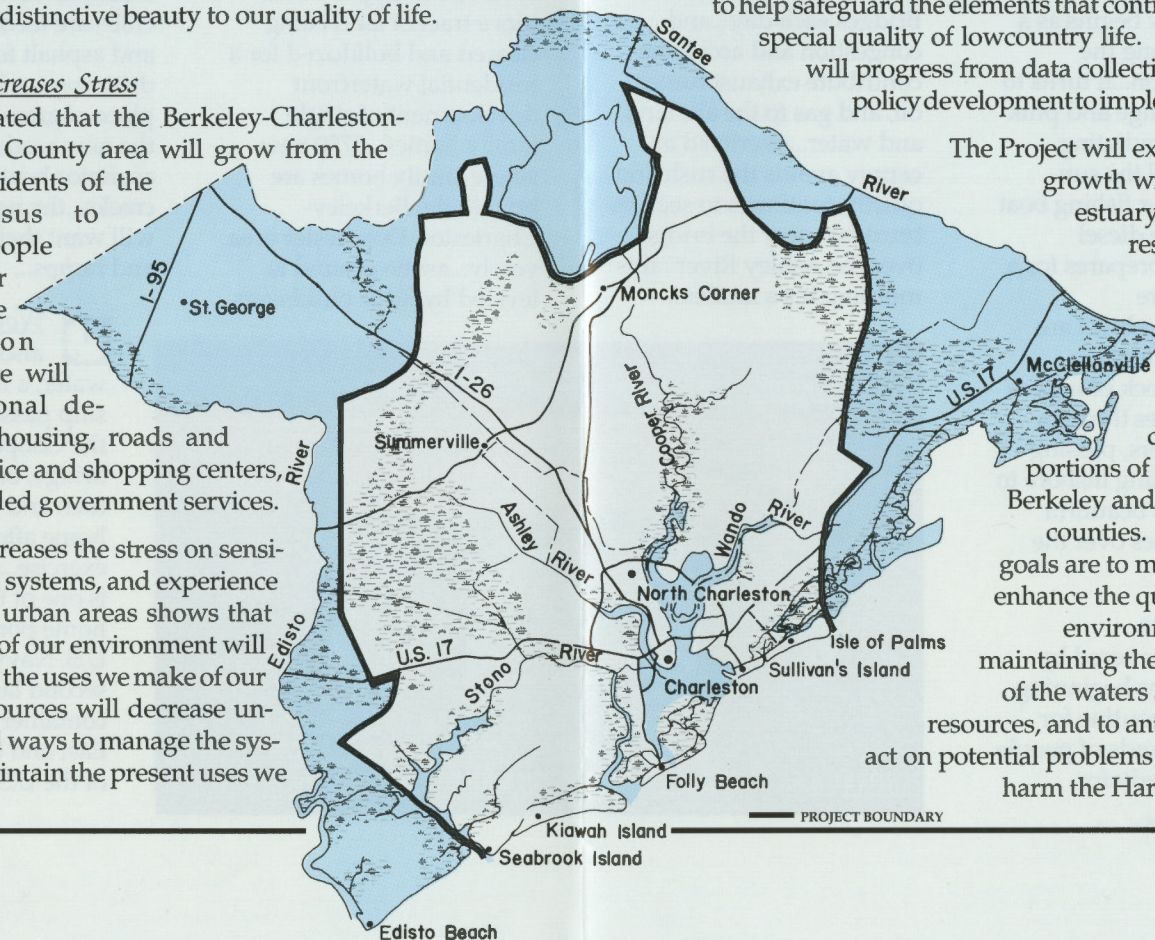 distinctive beauty to our quality of life.
creases Stress
ated that the Berkeley-Charleston-
County area will grow from the
idents of the
sus to
ople
r
e
on
e will
onal de-
housing, roads and
ice and shopping centers,
led government services.
reases the stress on sensi-
systems, and experience
urban areas shows that
of our environment will
the uses we make of our
ources will decrease un-
l ways to manage the sys-
intain the present uses we
to help safeguard the elements that contri
special quality of lowcountry life.
will progress from data collecti
policy development to imple
The Project will ex
growth wi
estuary
res
c
portions of
Berkeley and
counties.
goals are to m
enhance the qu
environm
maintaining the
of the waters
resources, and to ant
act on potential problems
harm the Har
Santee
River
I-95
St. George
Moncks Corner
McClellanville
U.S. 17
I-26
Cooper River
Summerville
River
Edisto
Ashley
River
Wando
River
North Charleston
Isle of Palms
Sullivan's Island
U.S. 17
Stono
River
Charleston
Folly Beach
Kiawah Island
Seabrook Island
Edisto Beach
PROJECT BOUNDARY